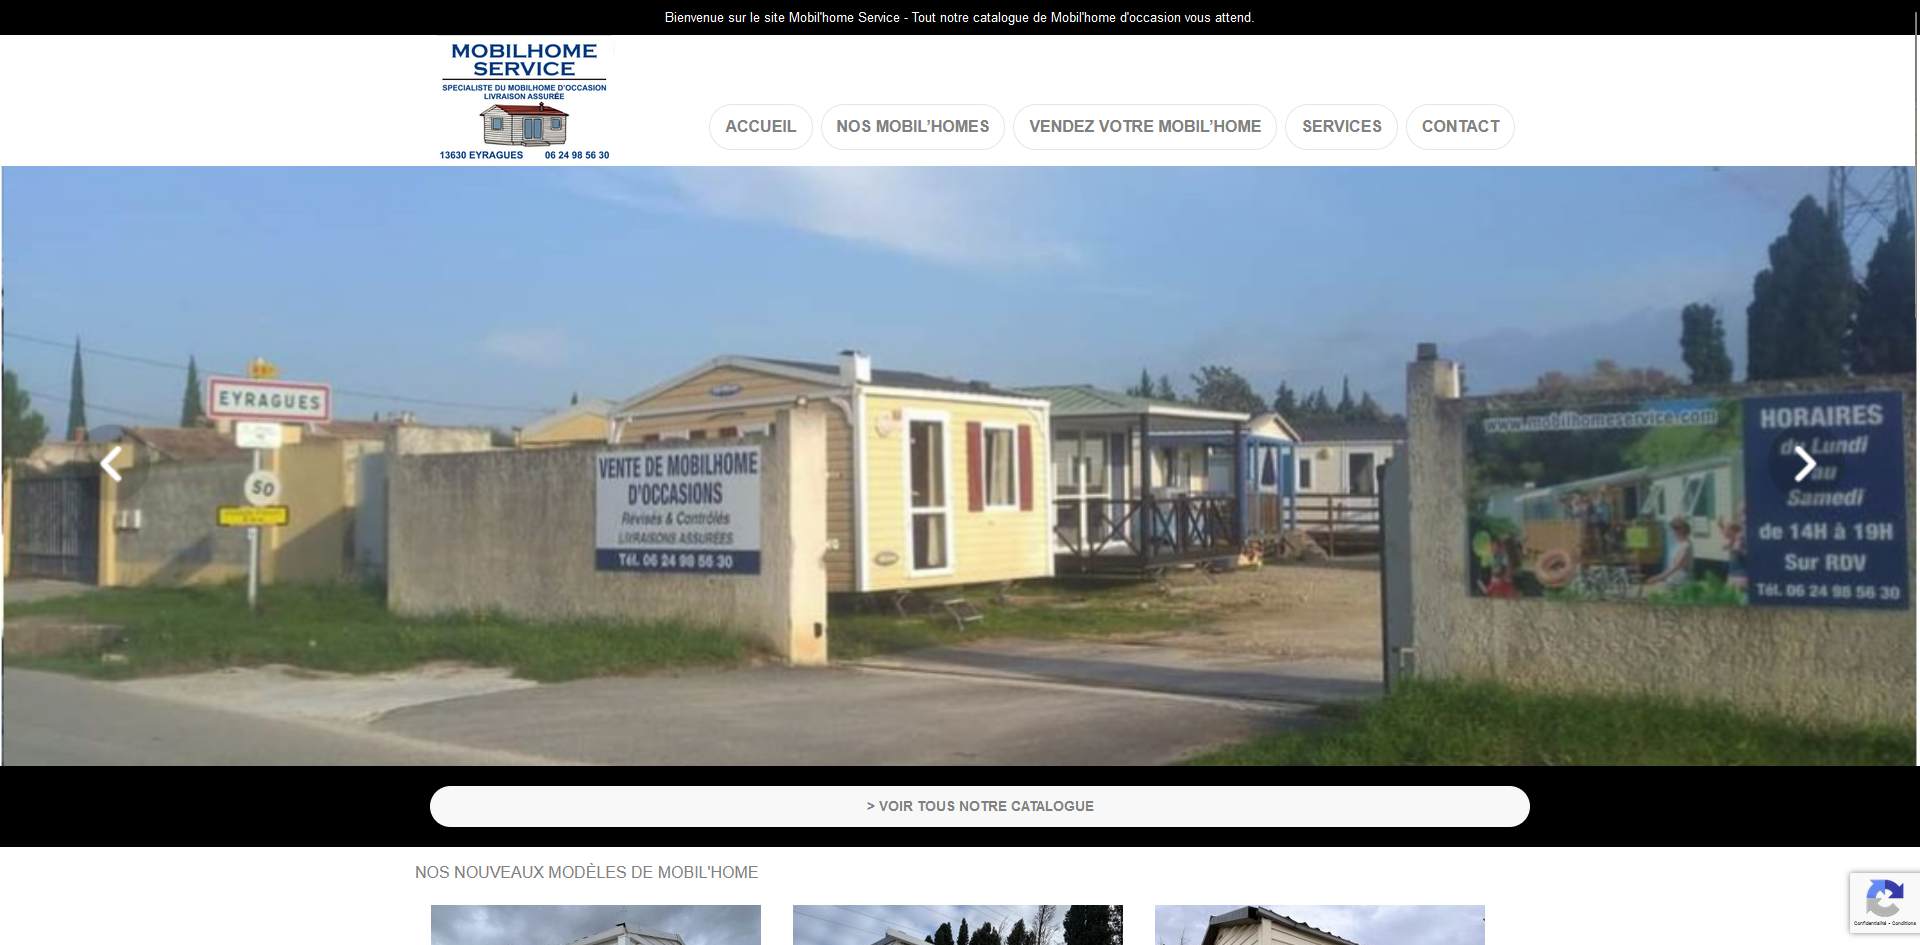 Bienvenue sur le site Mobil'home Service - Tout notre catalogue de Mobil'home d'occasion vous attend.
MOBILHOME
SERVICE
SPECIALISTE DU MOBILHOME D'OCCASION
LIVRAISON ASSURÉE
13630 EYRAGUES 06 24 98 56 30
ACCUEIL
NOS MOBIL'HOMES
VENDEZ VOTRE MOBIL'HOME
SERVICES
CONTACT
EYRAGUES
50
VENTE DE MOBILHOME
D'OCCASIONS
Révisés & Contrôlés
LIVRAISONS ASSURÉES
Tél. 06 24 98 56 30
www.mobilhomeservice.com
HORAIRES
du Lundi
au
Samedi
de 14H à 19H
Sur RDV
Tél. 06 24 98 56 30
> VOIR TOUS NOTRE CATALOGUE
NOS NOUVEAUX MODÈLES DE MOBIL'HOME
Confidentialité - Conditions